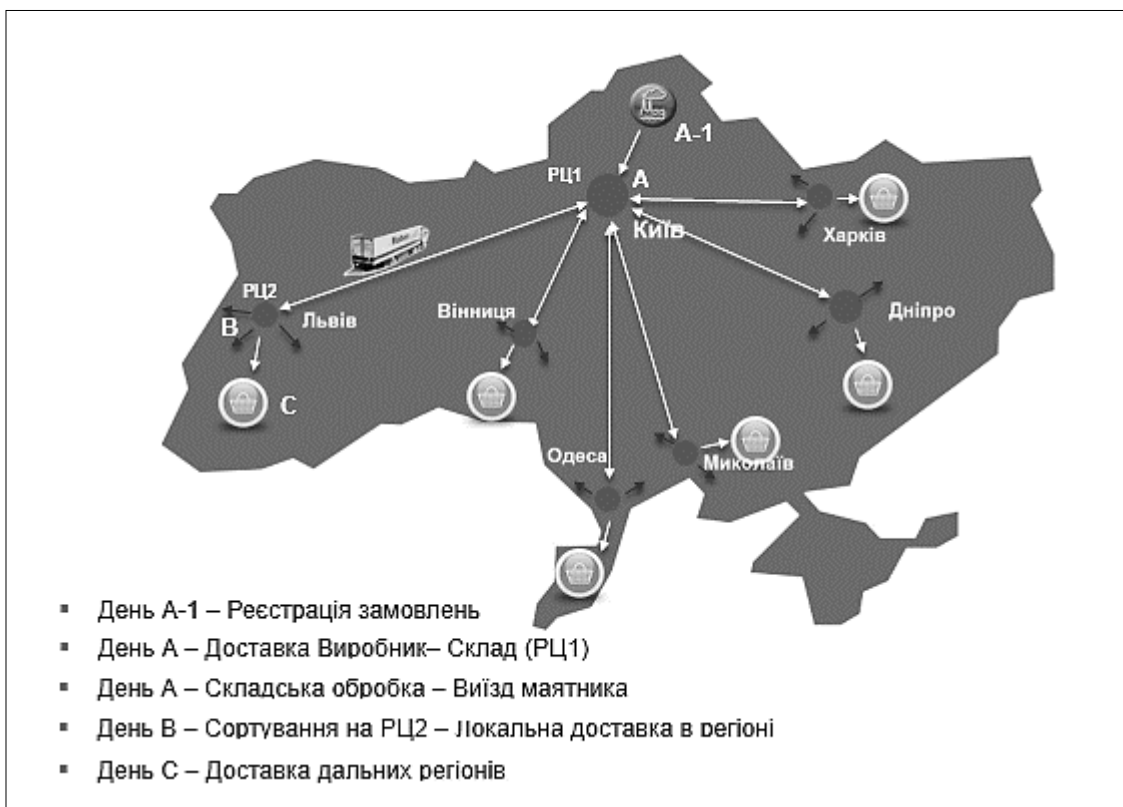 А-1
РЦ1
А
Київ
Харків
РЦ2
В
Львів
Вінниця
Дніпро
С
Одеса
Миколаїв
▪ День А-1 – Реєстрація замовлень
▪ День А – Доставка Виробник– Склад (РЦ1)
▪ День А – Складська обробка – Виїзд маятника
▪ День В – Сортування на РЦ2 – Локальна доставка в регіоні
▪ День С – Доставка дальних регіонів